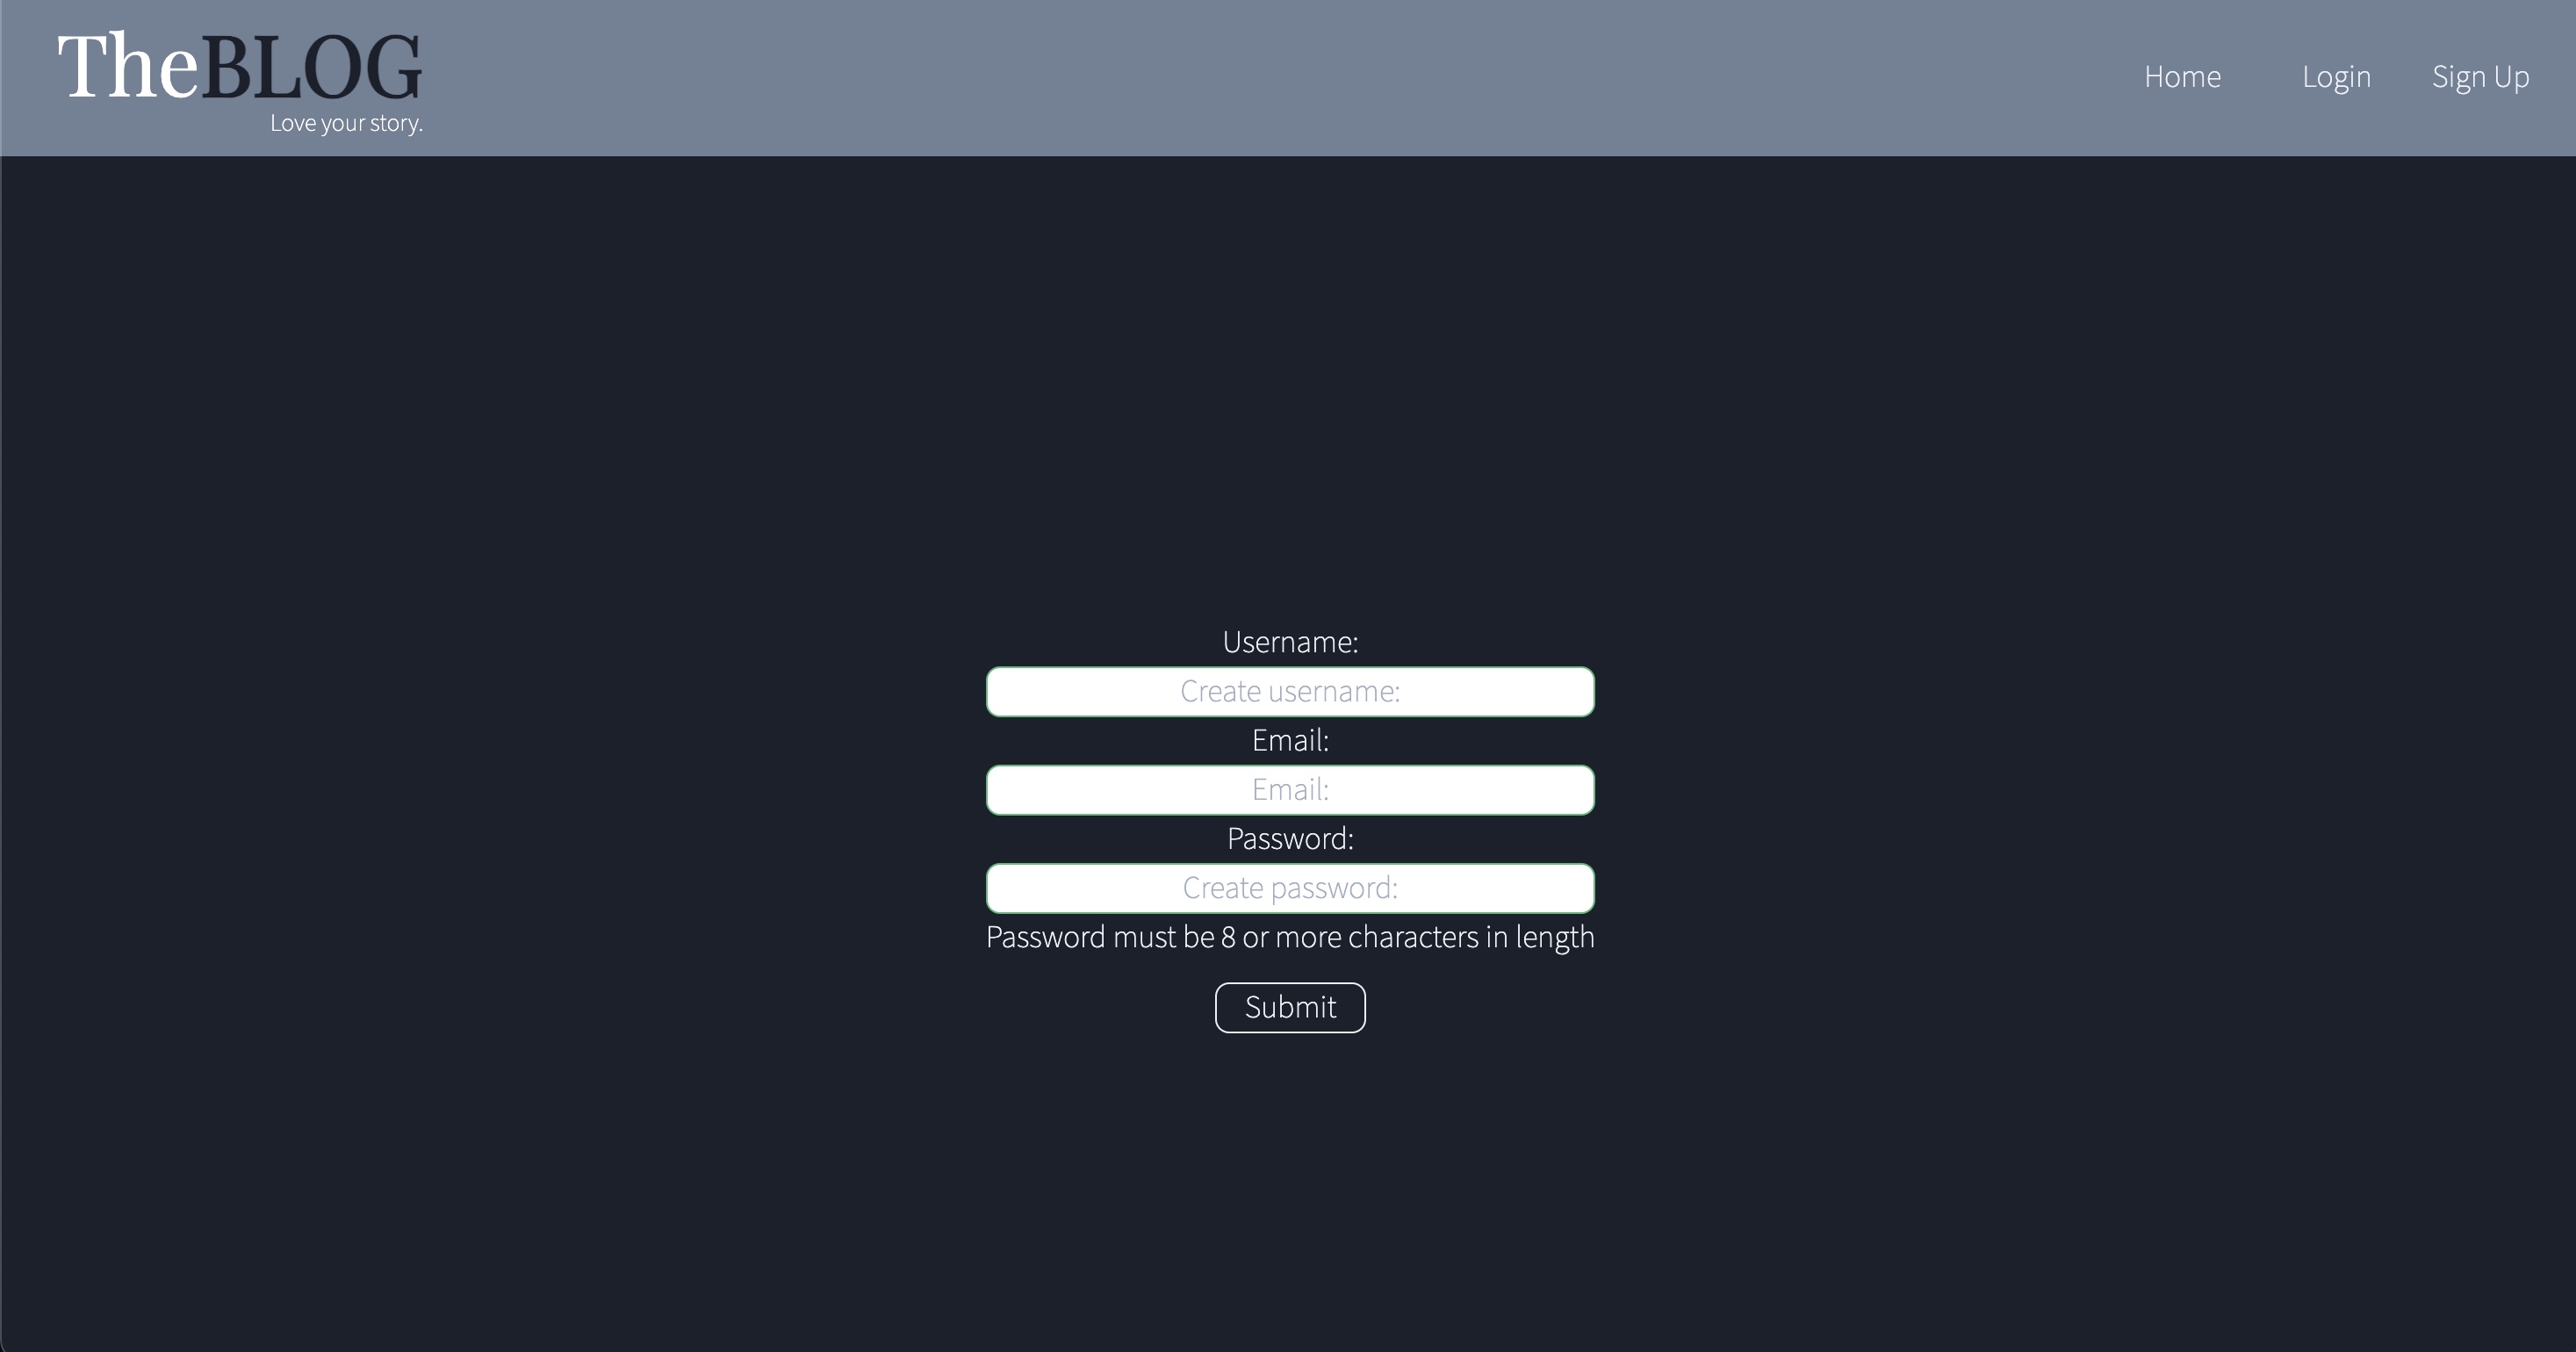 TheBLOG
Love your story.
Home Login Sign Up
Username:
Create username:
Email:
Email:
Password:
Create password:
Password must be 8 or more characters in length
Submit